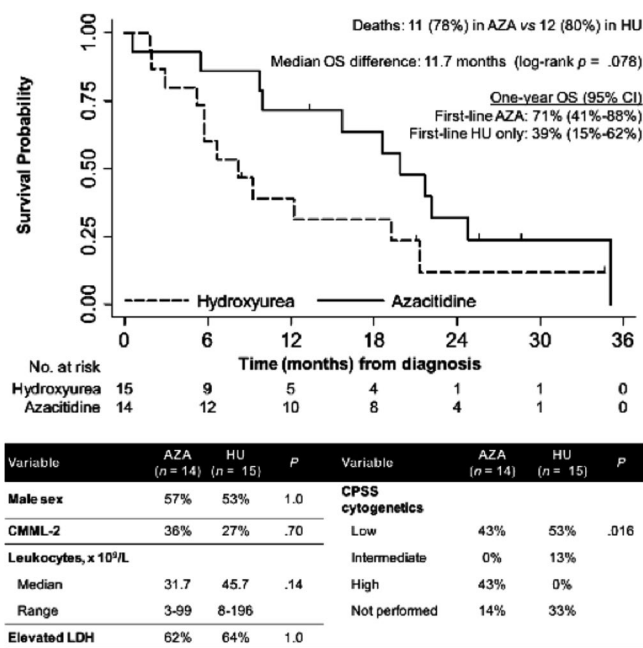 Deaths: 11 (78%) in AZA vs 12 (80%) in HU
Median OS difference: 11.7 months (log-rank p = .078)
One-year OS (95% CI)
First-line AZA: 71% (41%-88%)
First-line HU only: 39% (15%-62%)
Survival Probability
1.00
0.75
0.50
0.25
0.00
Hydroxyurea Azacitidine
0 6 12 18 24 30 36
No. at risk Time (months) from diagnosis
Hydroxyurea 15 9 5 4 1 1 0
Azacitidine 14 12 10 8 4 1 0
Variable AZA (n = 14) HU (n = 15) P
Male sex 57% 53% 1.0
CMML-2 36% 27% .70
Leukocytes, x 10⁹/L
Median 31.7 45.7 .14
Range 3-99 8-196
Elevated LDH 62% 64% 1.0
Variable AZA (n = 14) HU (n = 15) P
CPSS
cytogenetics
Low 43% 53% .016
Intermediate 0% 13%
High 43% 0%
Not performed 14% 33%